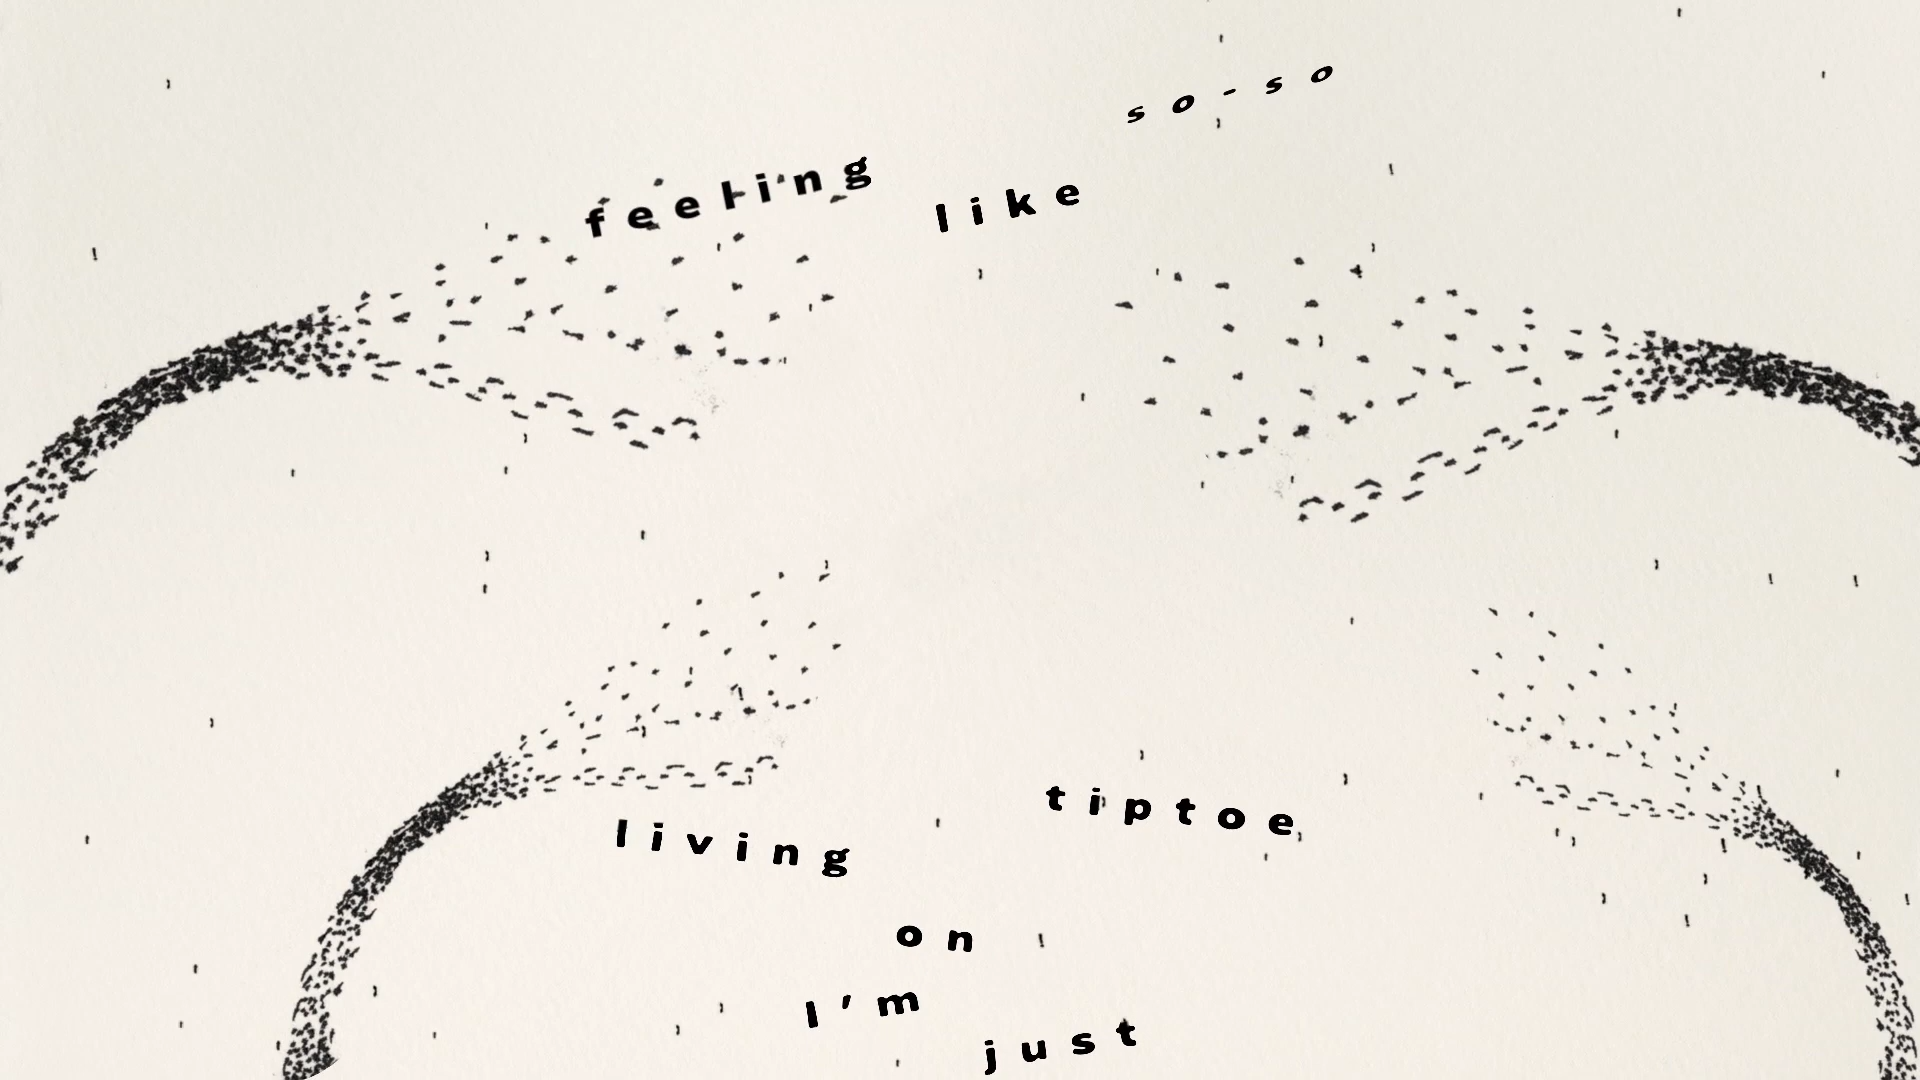 so-so
feeling like
living tiptoe
on
I'm
just